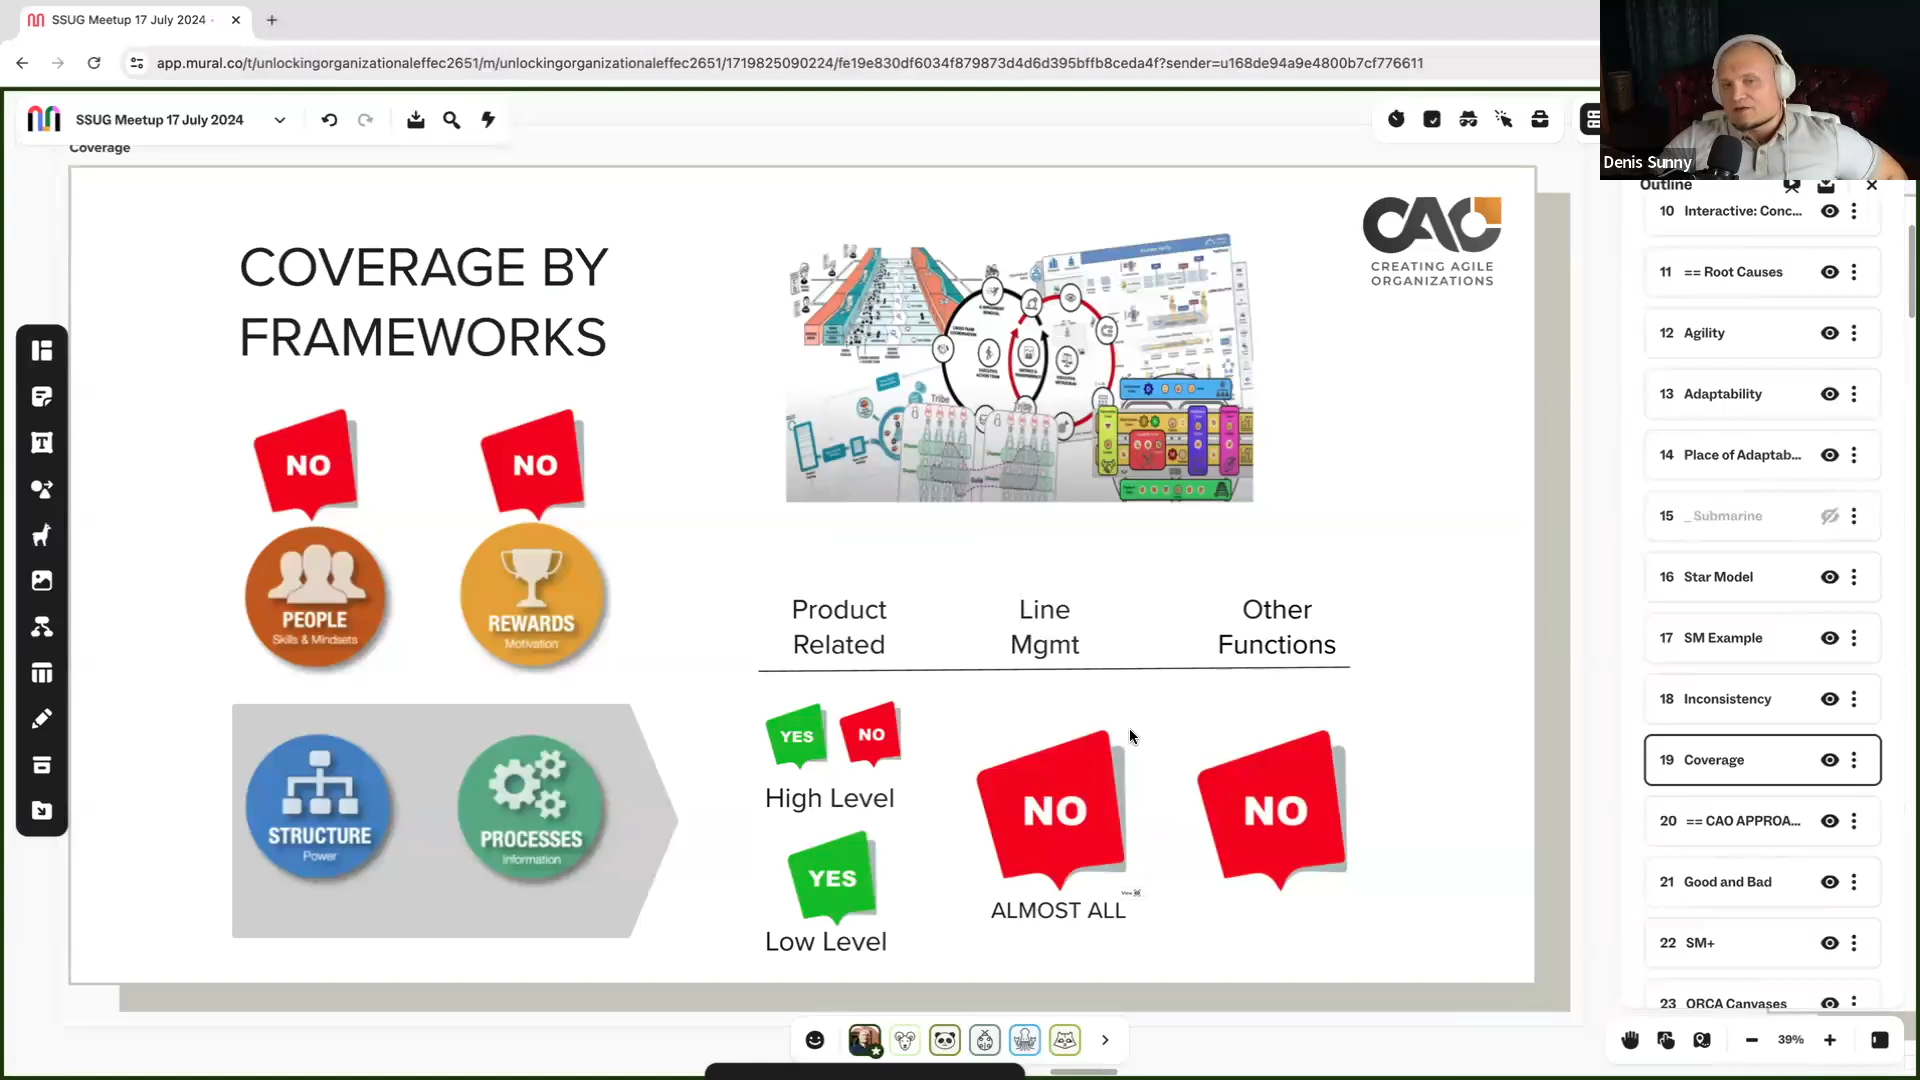 SSUG Meetup 17 July 2024 -
app.mural.co/t/unlockingorganizationaleffec2651/m/unlockingorganizationaleffec2651/1719825090224/fe19e830df6034f879873d4d6d395bffb8ceda4f?sender=u168de94a9e4800b7cf776611
SSUG Meetup 17 July 2024
Denis Sunny
Coverage
COVERAGE BY
FRAMEWORKS
CAO
CREATING AGILE
ORGANIZATIONS
Tribe
NO
NO
PEOPLE
Skills & Mindsets
REWARDS
Motivation
STRUCTURE
Power
PROCESSES
Information
Product
Related
Line
Mgmt
Other
Functions
YES
NO
High Level
YES
Low Level
NO
View
ALMOST ALL
NO
Outline
10 Interactive: Conc...
11 == Root Causes
12 Agility
13 Adaptability
14 Place of Adaptab...
15 _ Submarine
16 Star Model
17 SM Example
18 Inconsistency
19 Coverage
20 == CAO APPROA...
21 Good and Bad
22 SM+
23 ORCA Canvases
39%